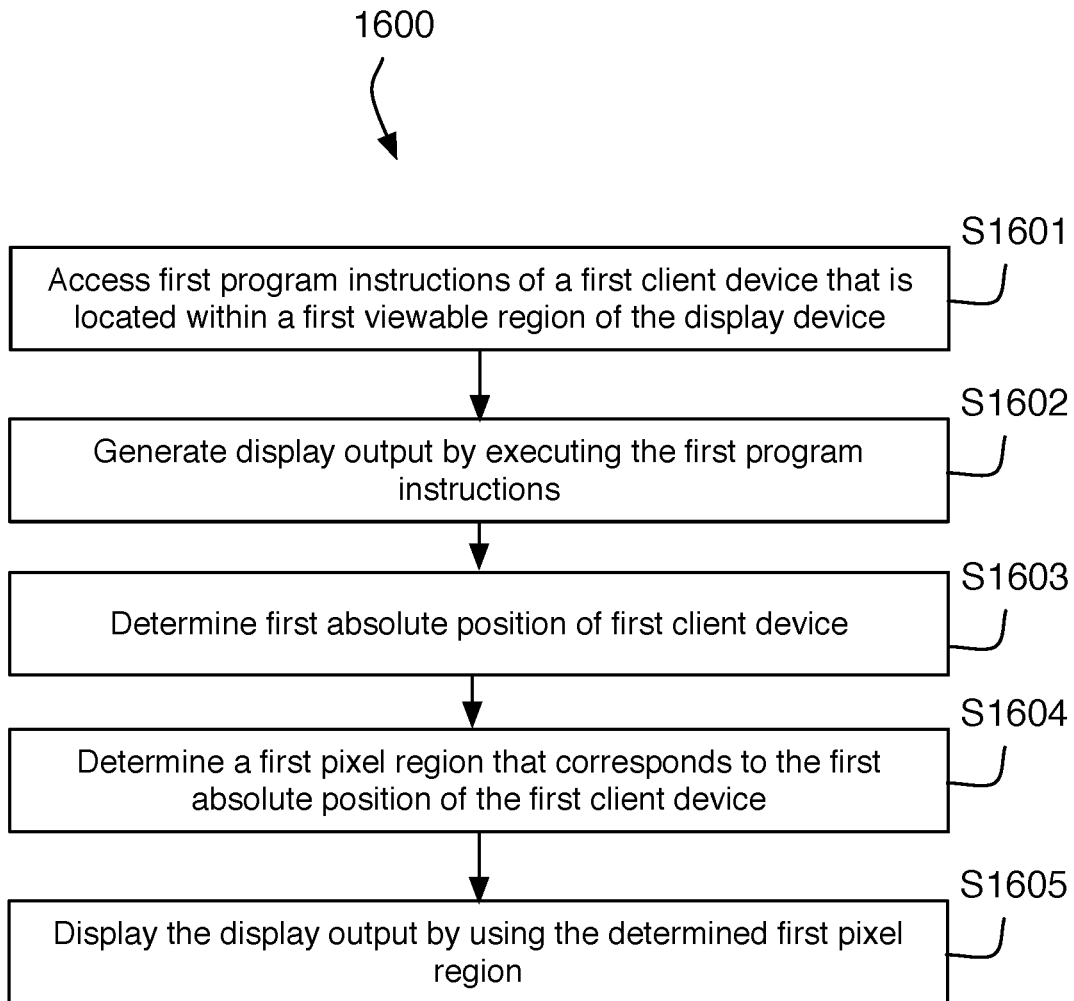 1600
S1601
Access first program instructions of a first client device that is
located within a first viewable region of the display device
S1602
Generate display output by executing the first program
instructions
S1603
Determine first absolute position of first client device
S1604
Determine a first pixel region that corresponds to the first
absolute position of the first client device
S1605
Display the display output by using the determined first pixel
region